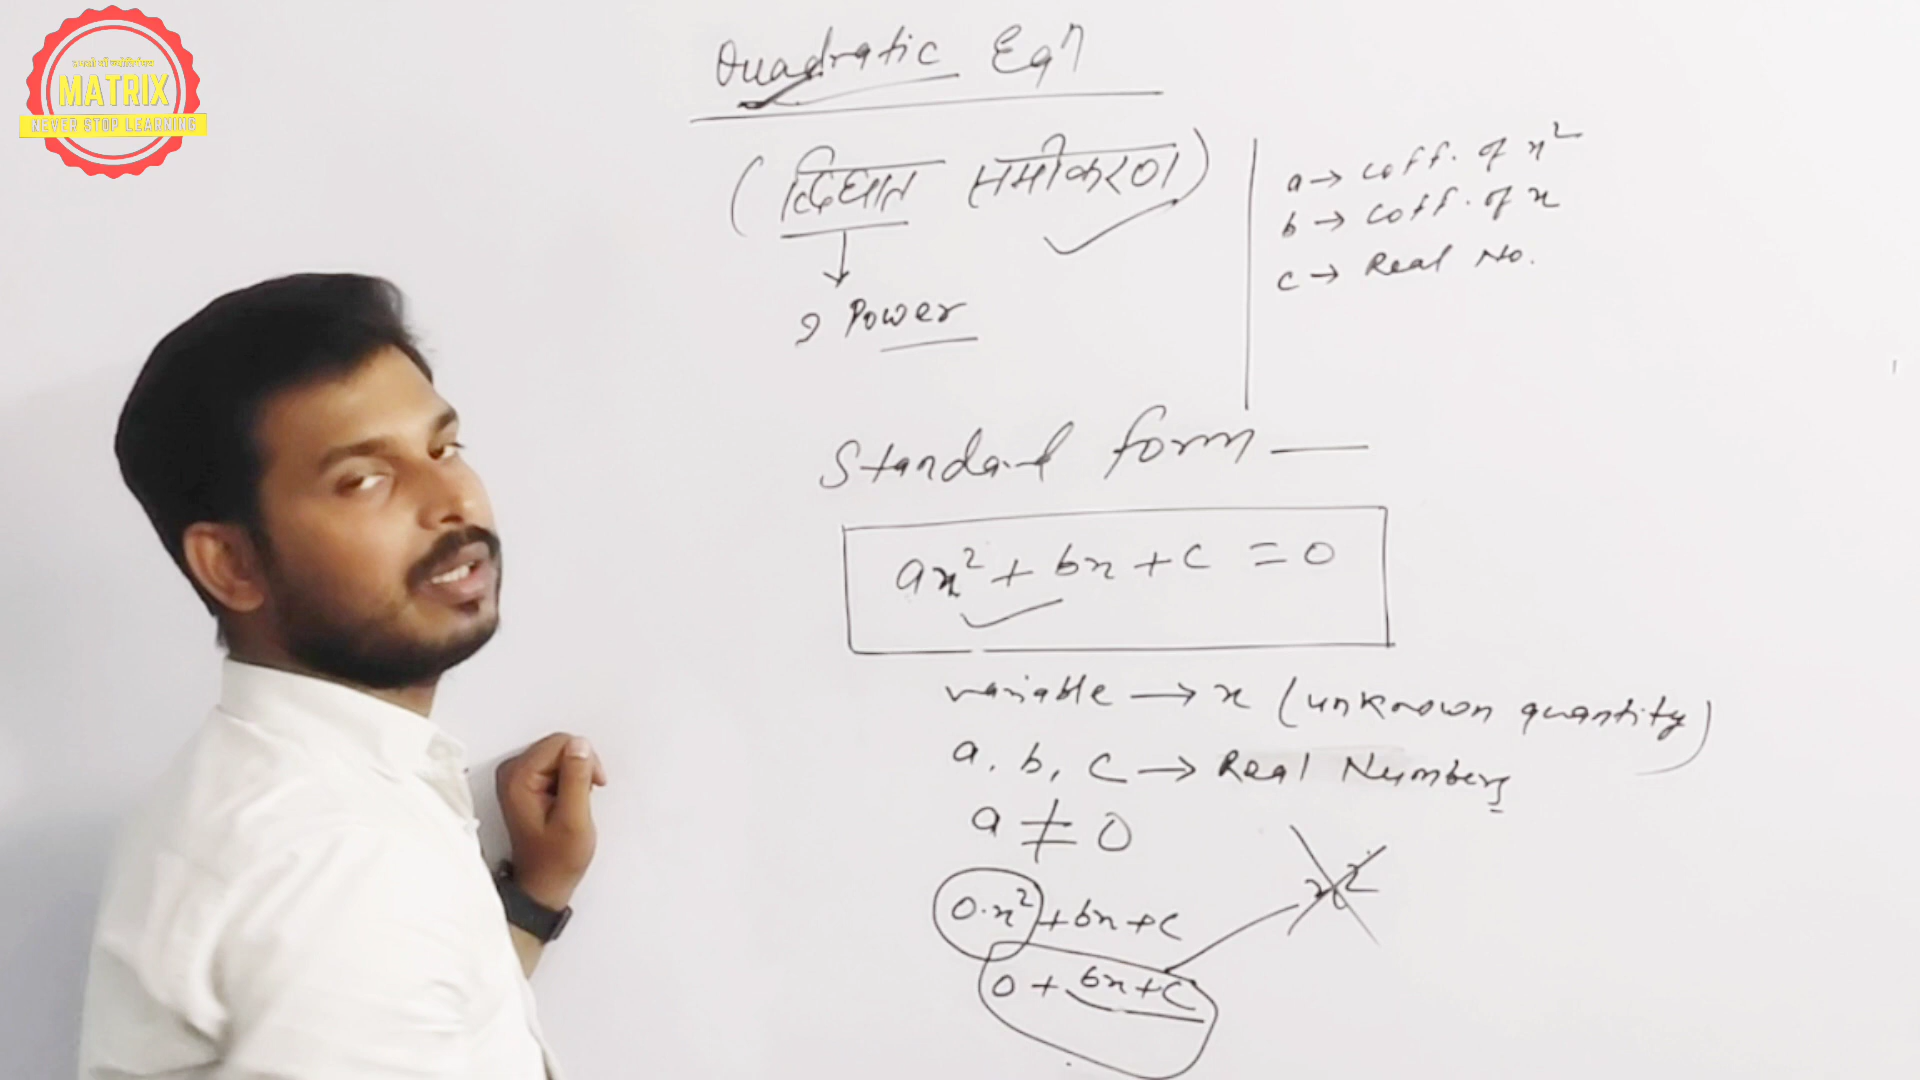 MATRIX
NEVER STOP LEARNING
Quadratic Eqn
(द्विघात समीकरण)
2 Power
a → Coff. of x²
b → Coff. of x
c → Real No.
Standard form —
ax² + bx + c = 0
variable → x (unknown quantity)
a, b, c → Real Numbers
a ≠ 0
0.x² + bx + c
x²
0 + bx + c